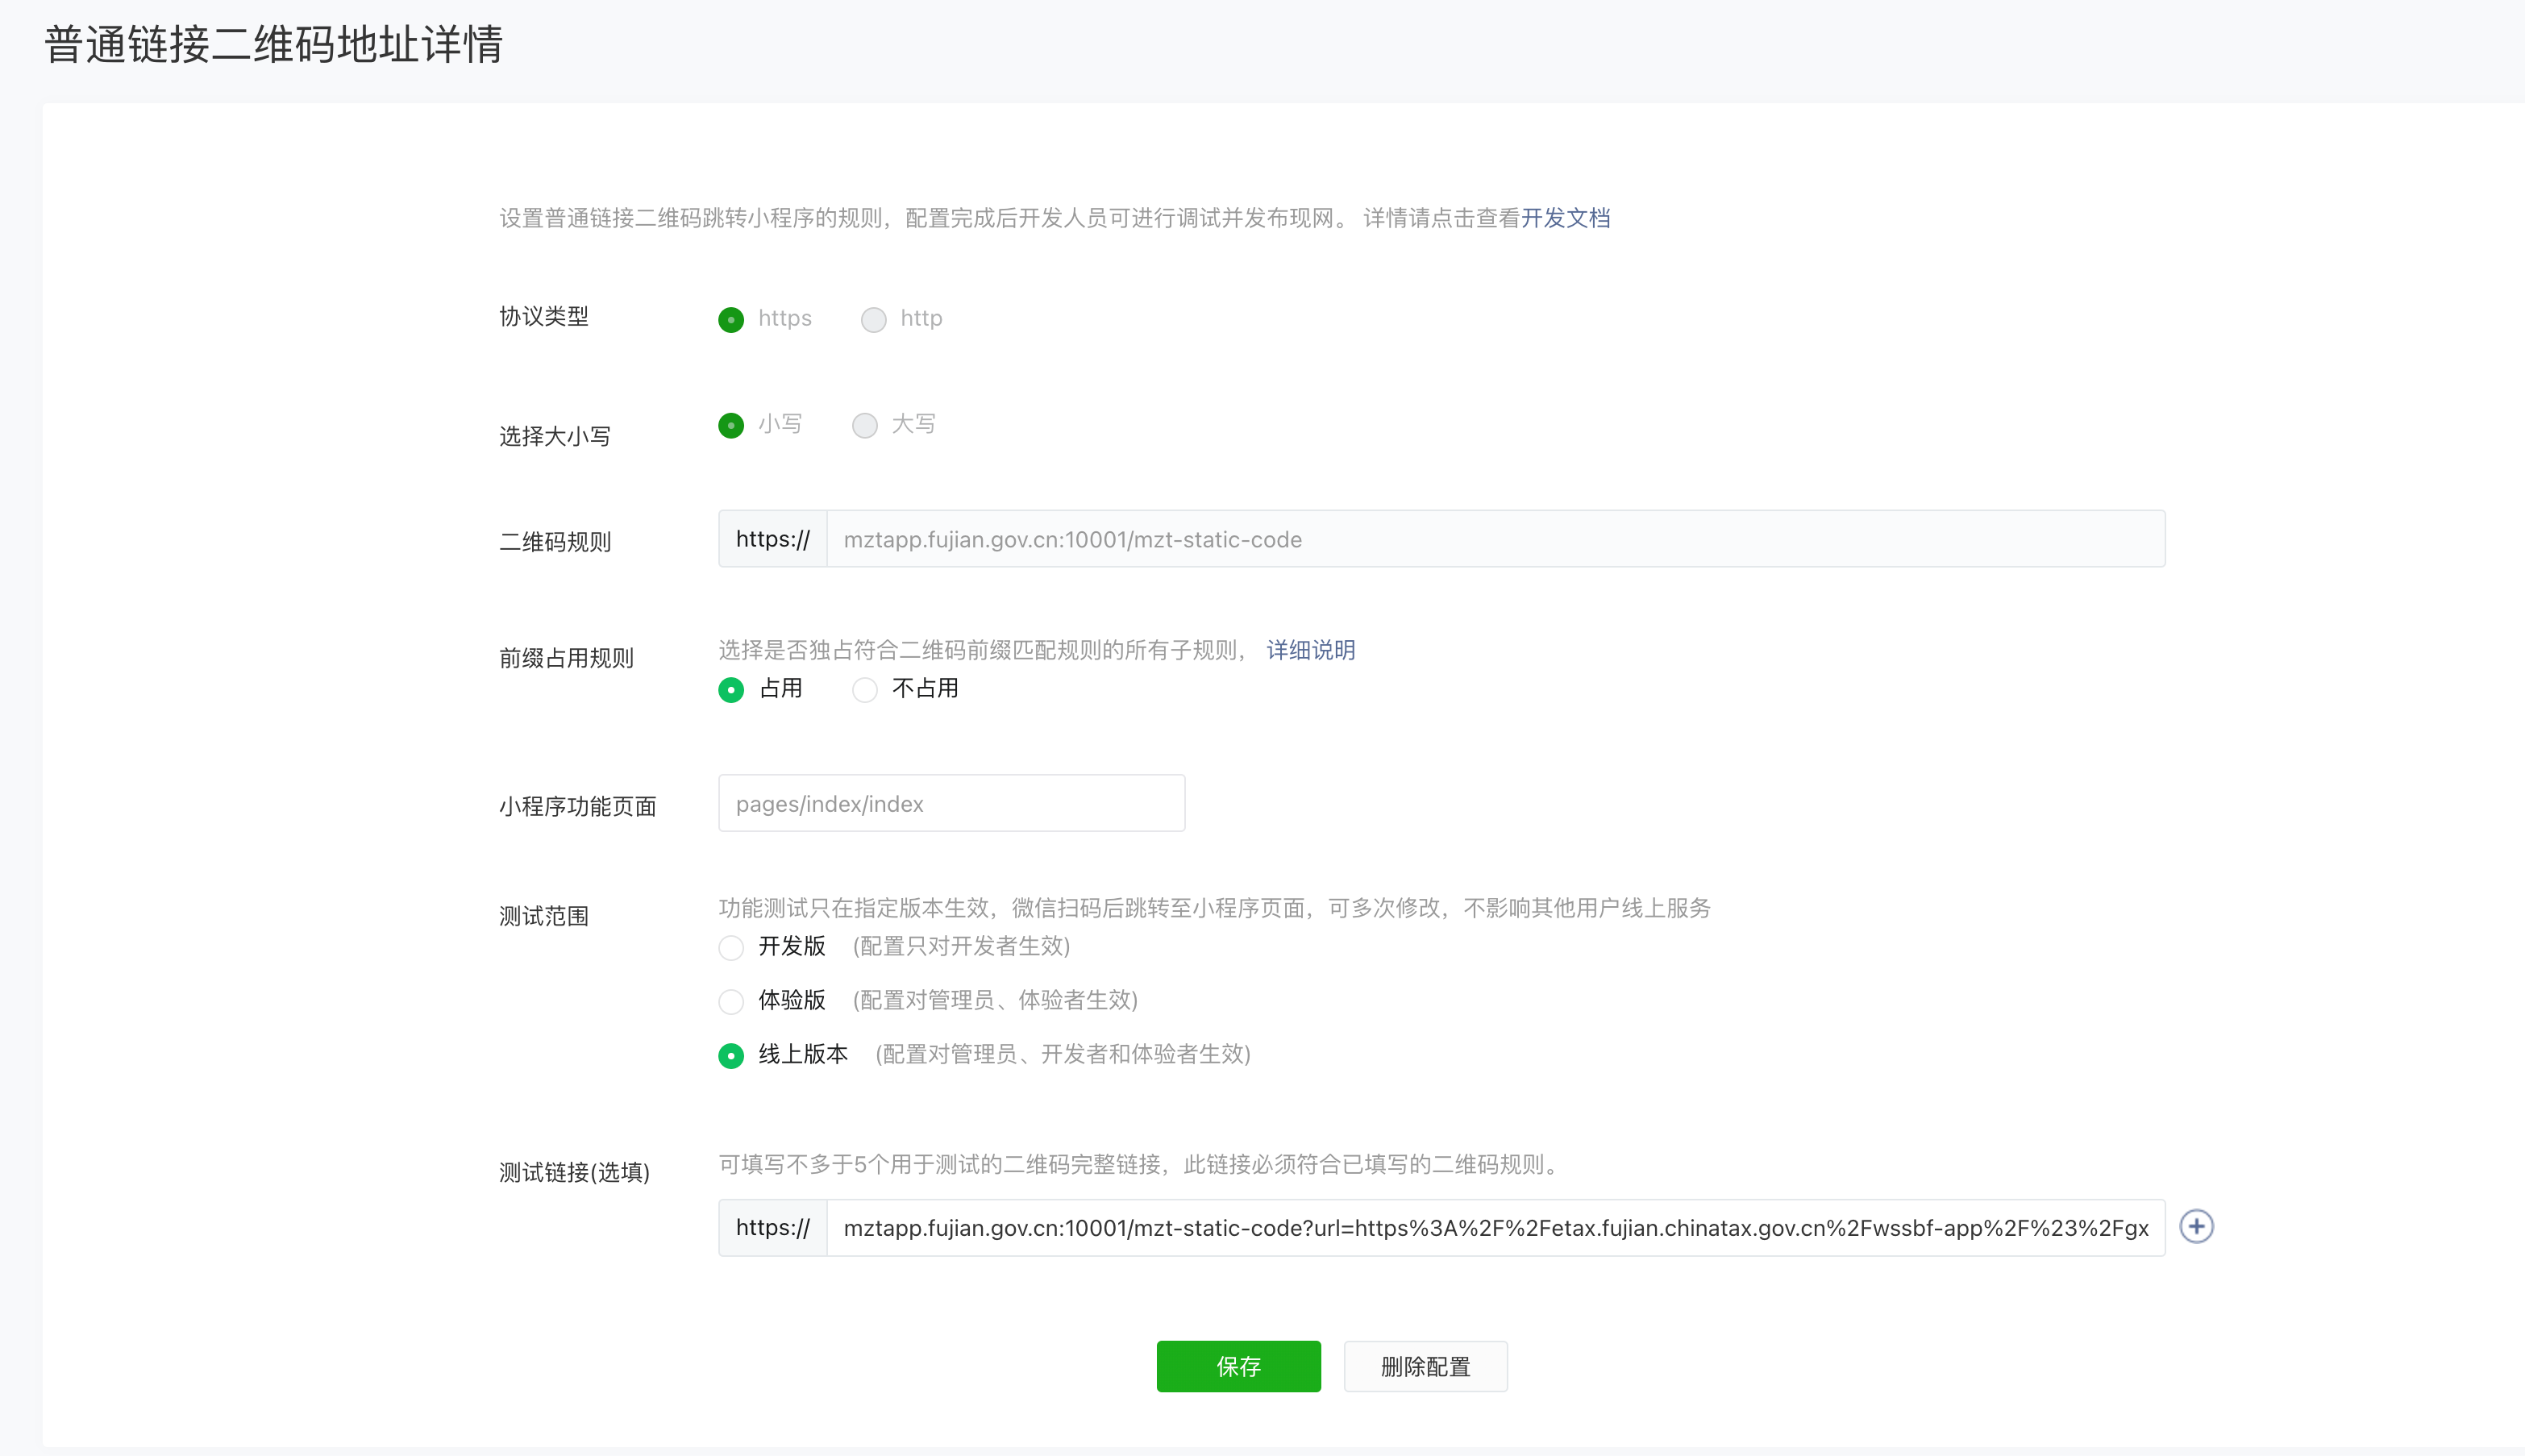 普通链接二维码地址详情
设置普通链接二维码跳转小程序的规则，配置完成后开发人员可进行调试并发布现网。 详情请点击查看开发文档
协议类型 https http
选择大小写 小写 大写
二维码规则 https:// mztapp.fujian.gov.cn:10001/mzt-static-code
前缀占用规则 选择是否独占符合二维码前缀匹配规则的所有子规则， 详细说明
占用 不占用
小程序功能页面 pages/index/index
测试范围 功能测试只在指定版本生效，微信扫码后跳转至小程序页面，可多次修改，不影响其他用户线上服务
开发版 (配置只对开发者生效)
体验版 (配置对管理员、体验者生效)
线上版本 (配置对管理员、开发者和体验者生效)
测试链接(选填) 可填写不多于5个用于测试的二维码完整链接，此链接必须符合已填写的二维码规则。
https:// mztapp.fujian.gov.cn:10001/mzt-static-code?url=https%3A%2F%2Fetax.fujian.chinatax.gov.cn%2Fwssbf-app%2F%23%2Fgx
保存 删除配置